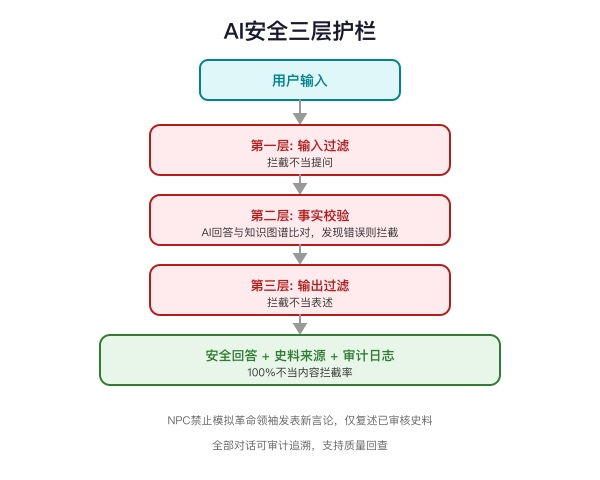 AI安全三层护栏
用户输入
第一层: 输入过滤
拦截不当提问
第二层: 事实校验
AI回答与知识图谱比对，发现错误则拦截
第三层: 输出过滤
拦截不当表述
安全回答 + 史料来源 + 审计日志
100%不当内容拦截率
NPC禁止模拟革命领袖发表新言论，仅复述已审核史料
全部对话可审计追溯，支持质量回查